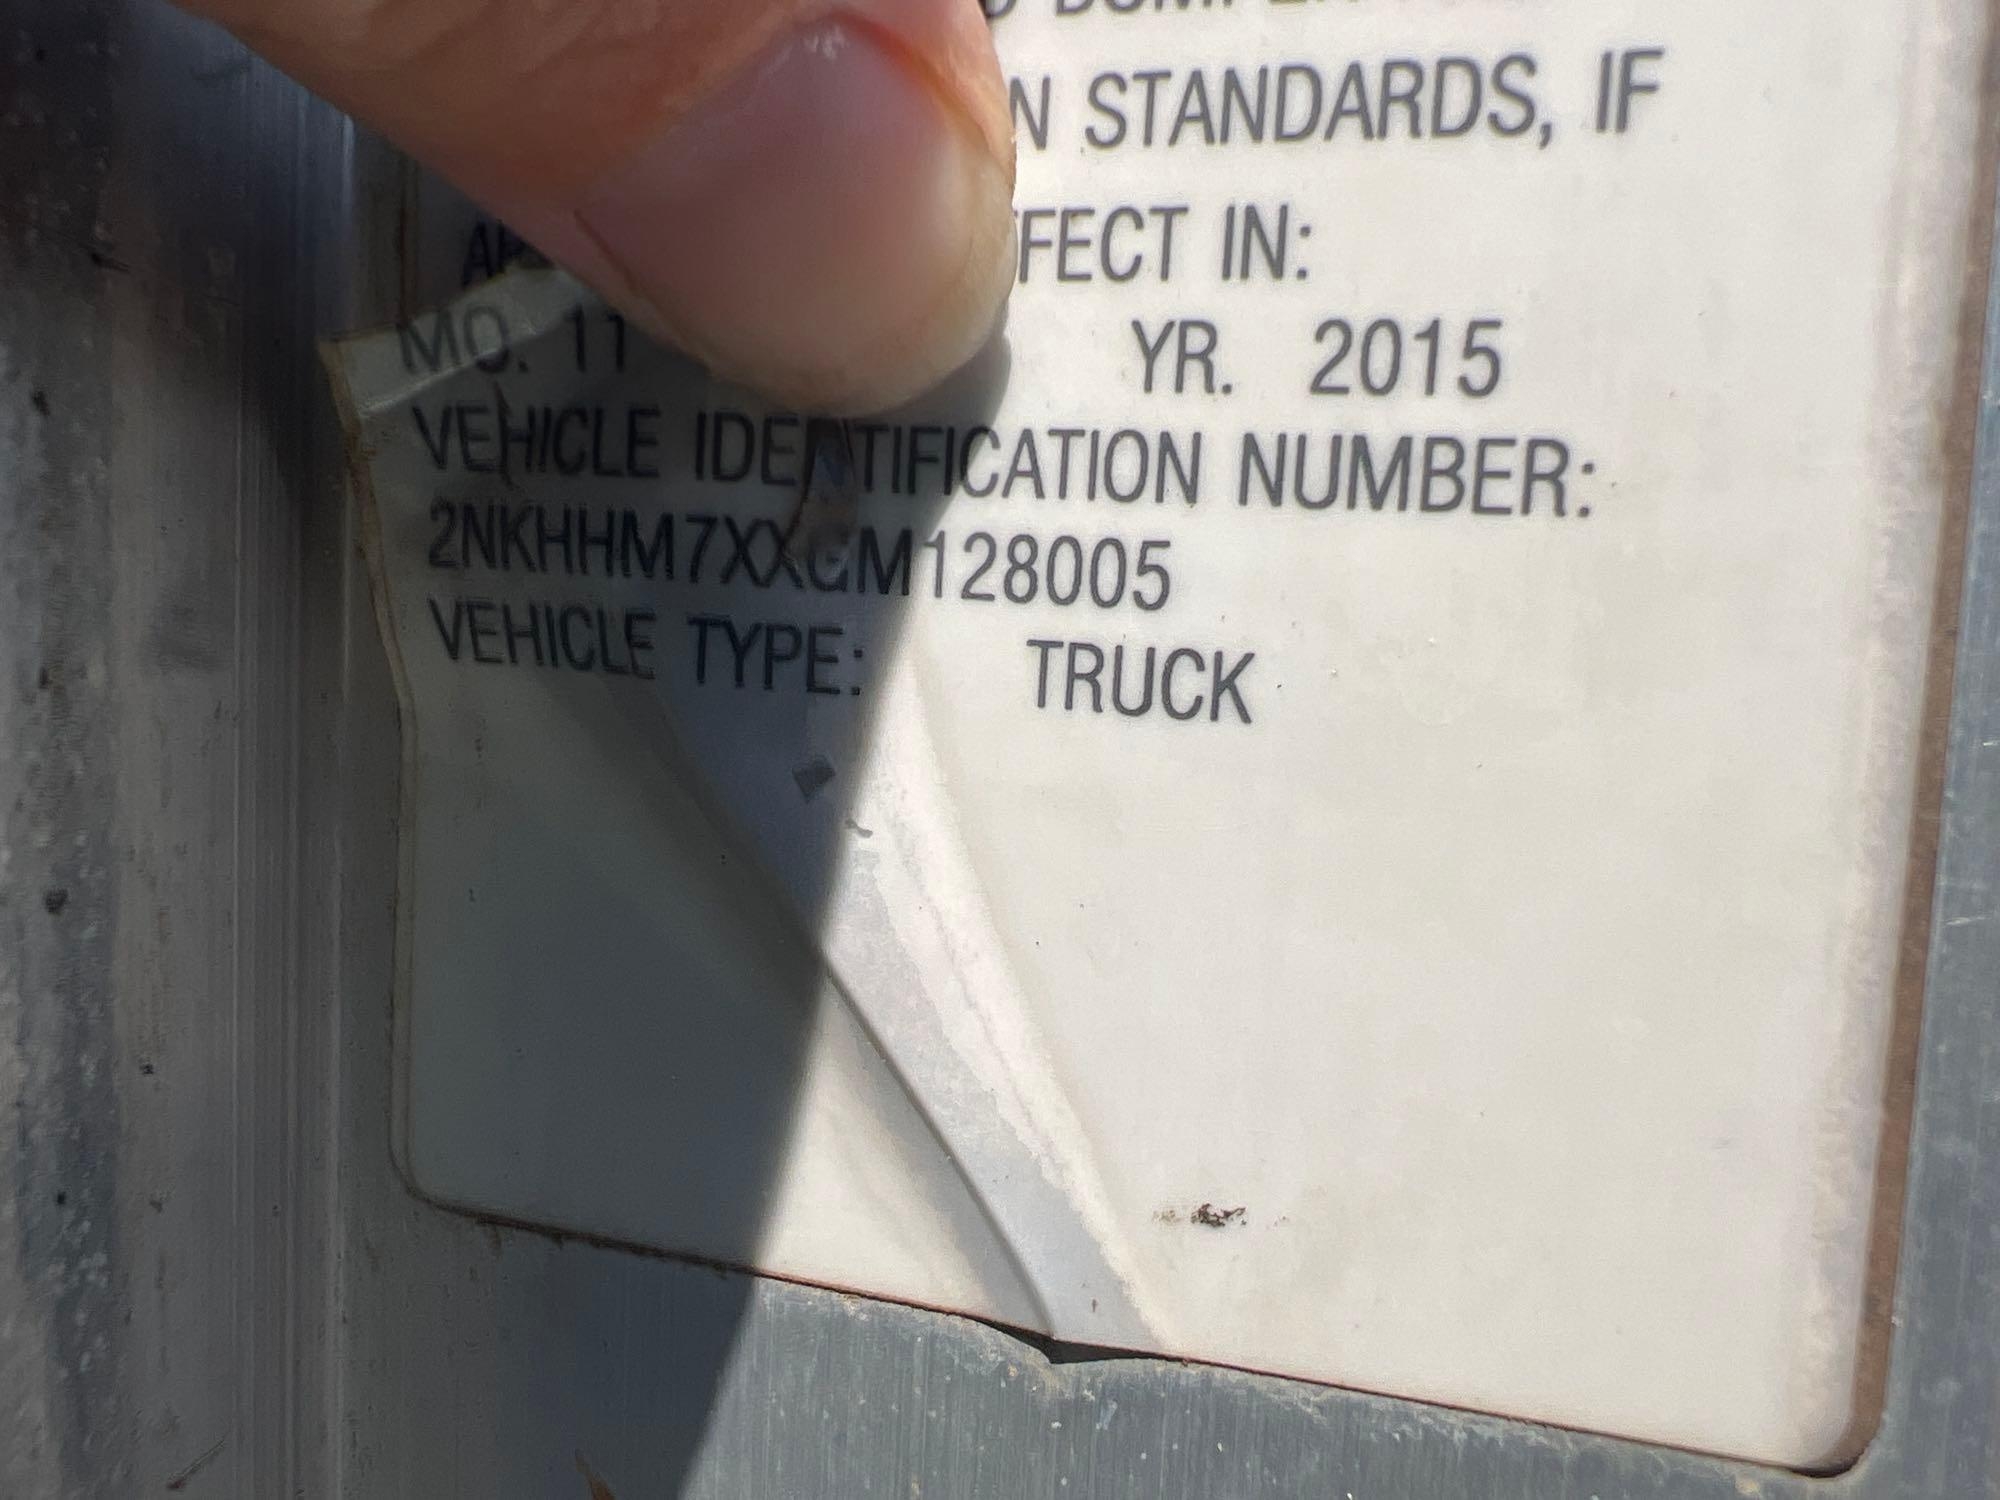 N STANDARDS, IF
FECT IN:
MO. 11 YR. 2015
VEHICLE IDENTIFICATION NUMBER:
2NKHHM7XXGM128005
VEHICLE TYPE: TRUCK